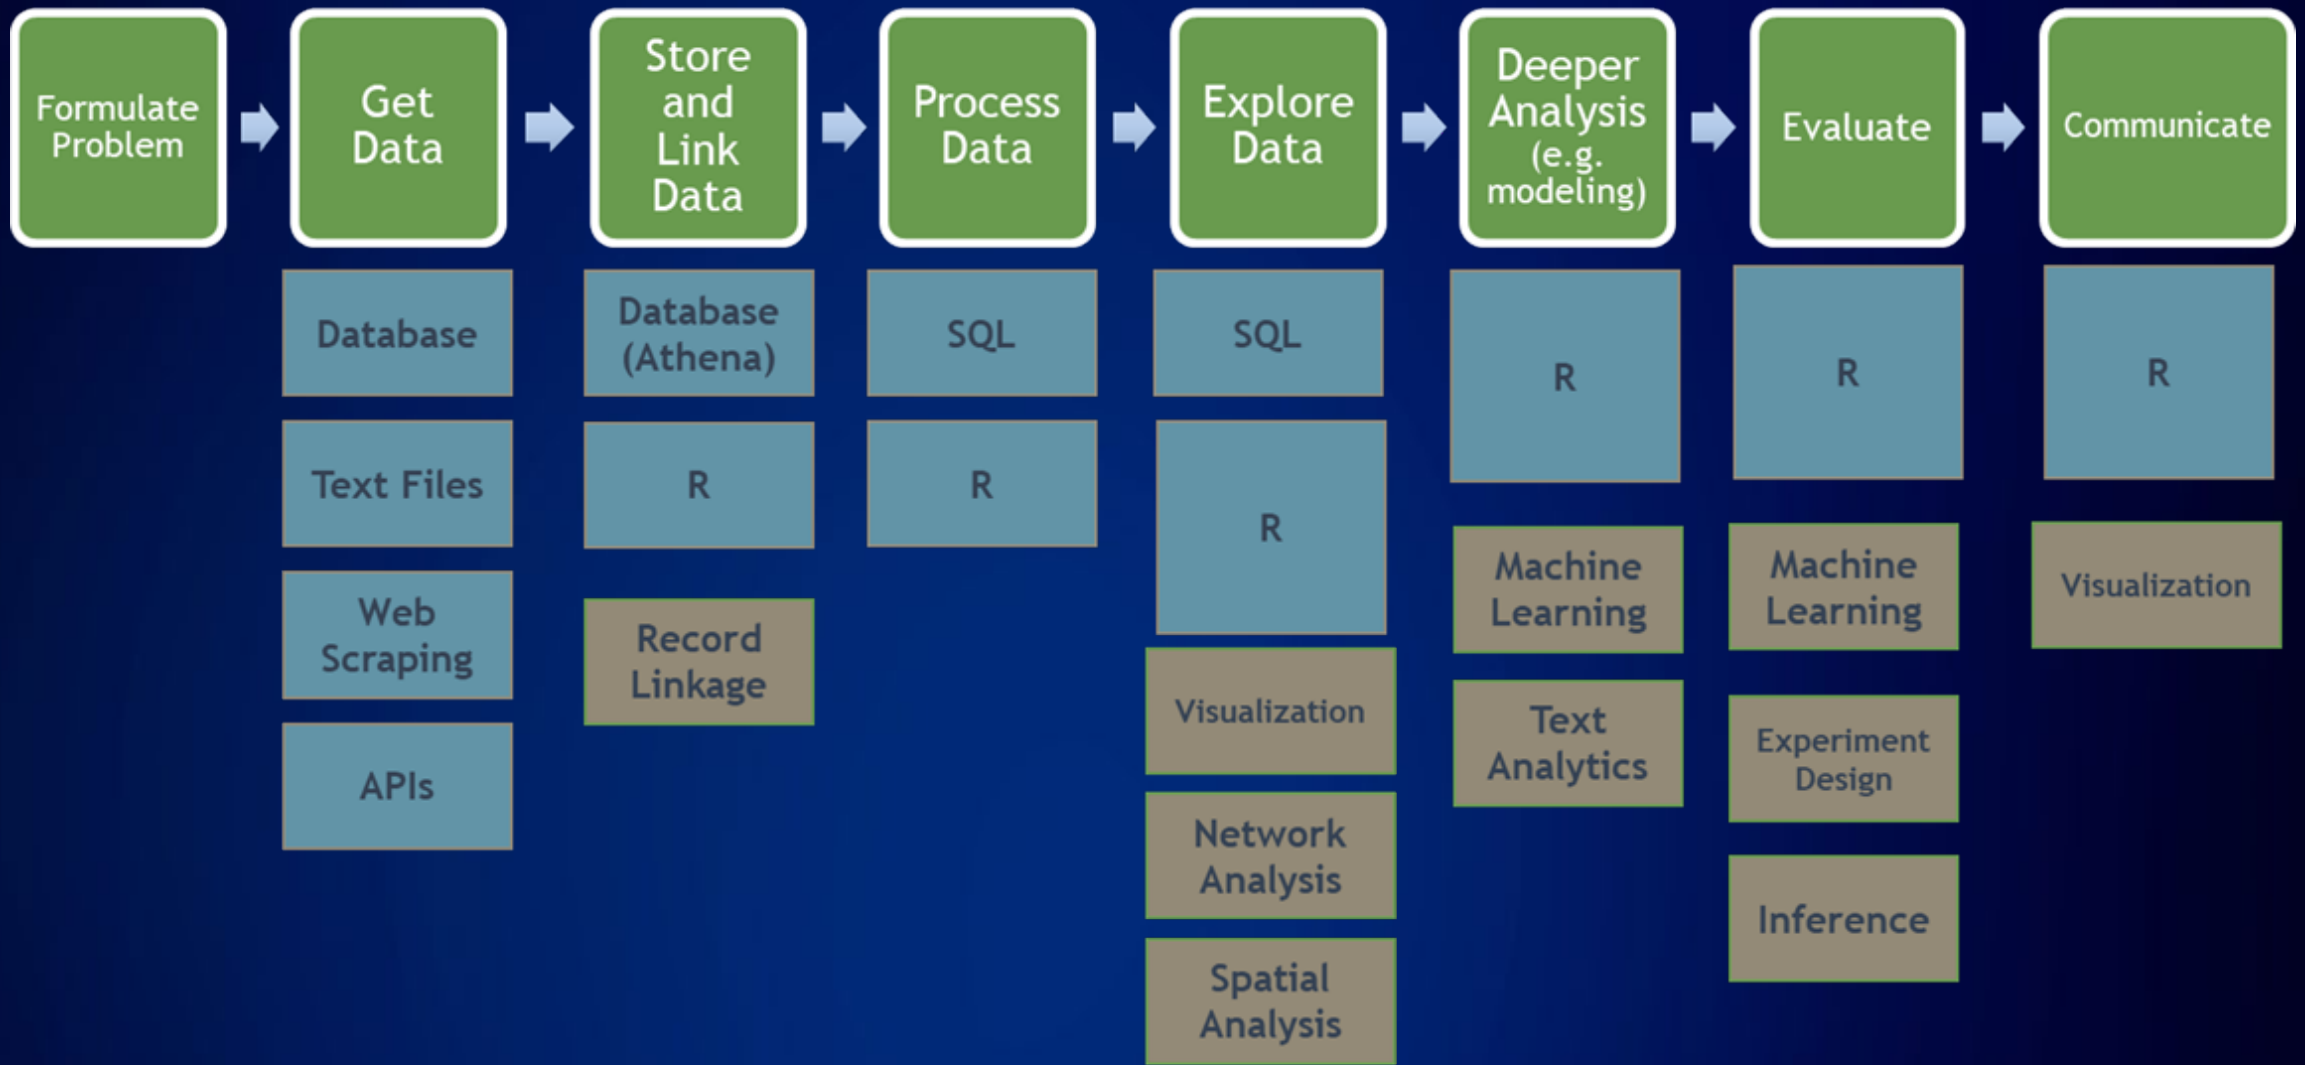 Formulate
Problem
Get
Data
Store
and
Link
Data
Process
Data
Explore
Data
Deeper
Analysis
(e.g.
modeling)
Evaluate
Communicate
Database
Text Files
Web
Scraping
APIs
Database
(Athena)
R
Record
Linkage
SQL
R
SQL
R
Visualization
Network
Analysis
Spatial
Analysis
R
Machine
Learning
Text
Analytics
R
Machine
Learning
Experiment
Design
Inference
R
Visualization